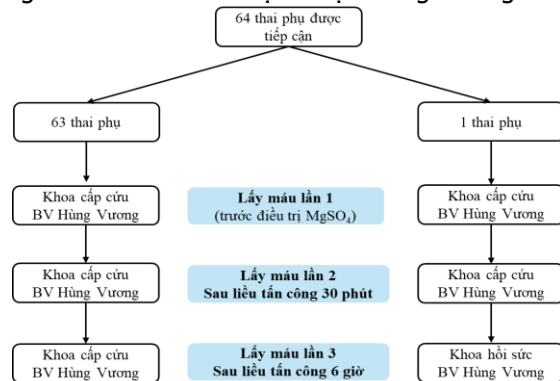 64 thai phụ được
tiếp cận
63 thai phụ
1 thai phụ
Khoa cấp cứu
BV Hùng Vương
Lấy máu lần 1
(trước điều trị MgSO₄)
Khoa cấp cứu
BV Hùng Vương
Khoa cấp cứu
BV Hùng Vương
Lấy máu lần 2
Sau liều tấn công 30 phút
Khoa cấp cứu
BV Hùng Vương
Khoa cấp cứu
BV Hùng Vương
Lấy máu lần 3
Sau liều tấn công 6 giờ
Khoa hồi sức
BV Hùng Vương